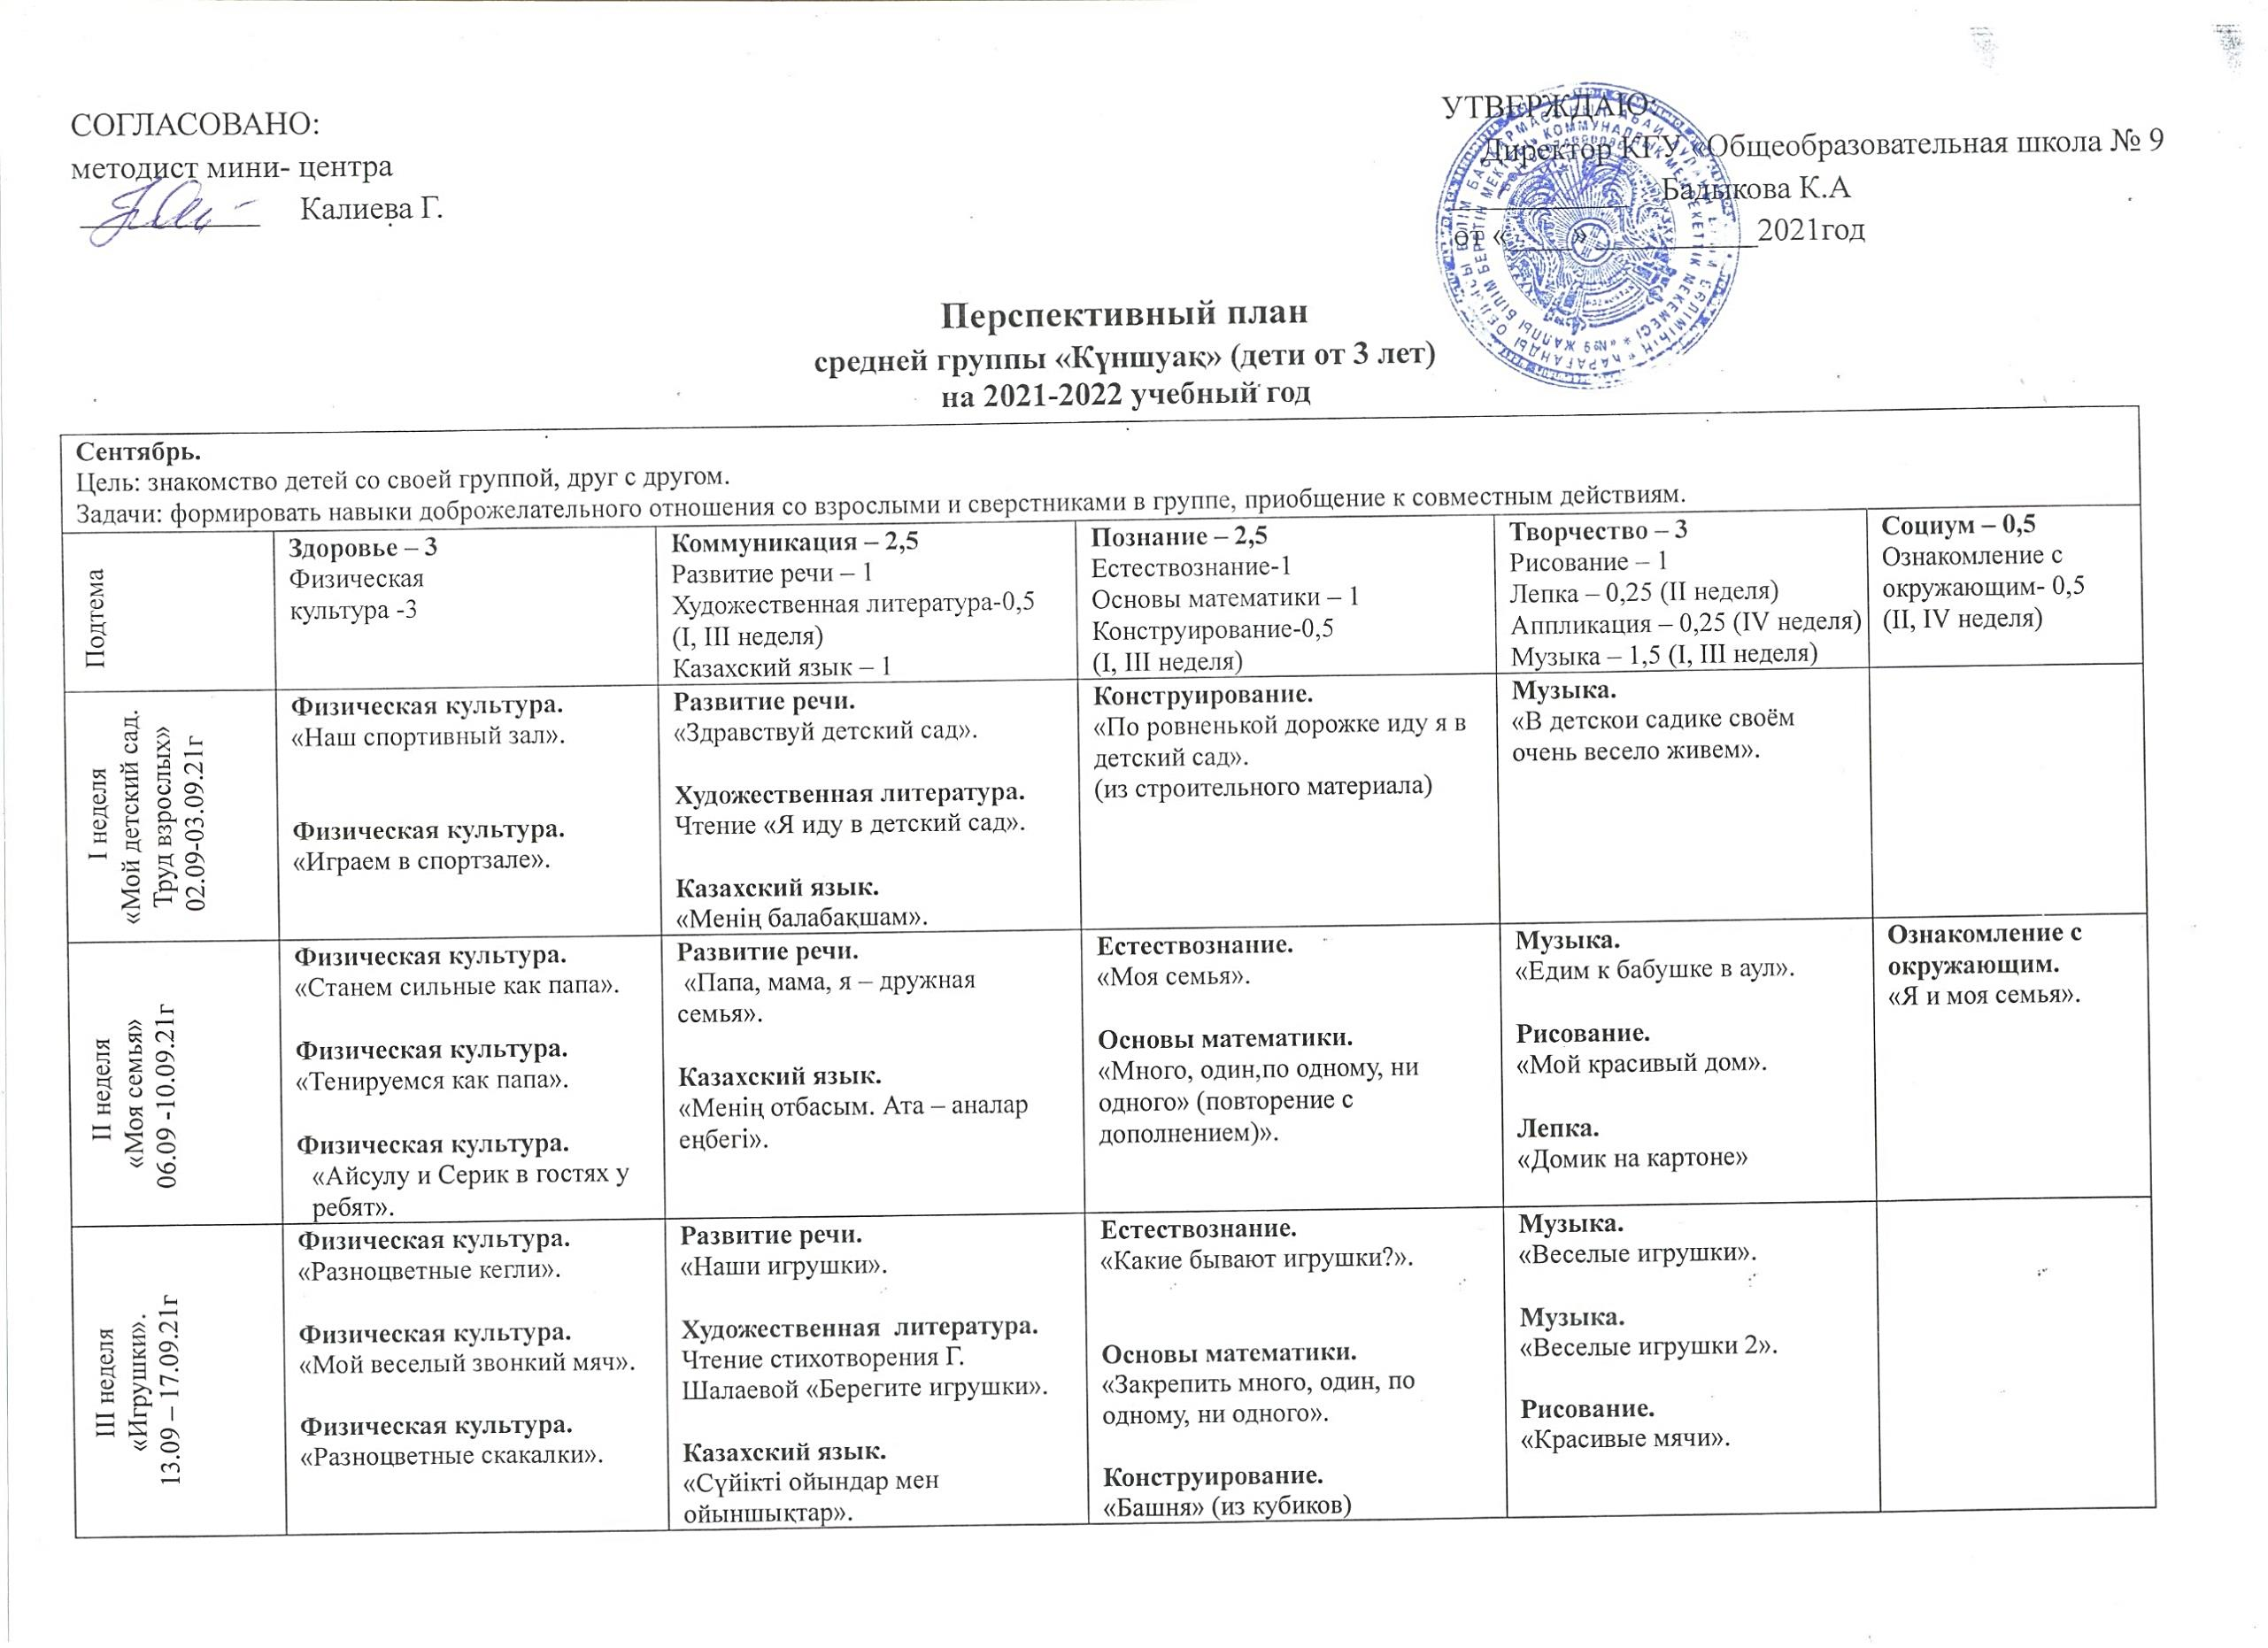 СОГЛАСОВАНО:
методист мини- центра
Калиева Г.
УТВЕРЖДАЮ:
Директор КГУ «Общеобразовательная школа № 9
Бадыкова К.А
от «____»__________2021год
Перспективный план
средней группы «Күншуақ» (дети от 3 лет)
на 2021-2022 учебный год
Сентябрь.
Цель: знакомство детей со своей группой, друг с другом.
Задачи: формировать навыки доброжелательного отношения со взрослыми и сверстниками в группе, приобщение к совместным действиям.
Подтема
Здоровье – 3
Физическая
культура -3
Коммуникация – 2,5
Развитие речи – 1
Художественная литература-0,5
(I, III неделя)
Казахский язык – 1
Познание – 2,5
Естествознание-1
Основы математики – 1
Конструирование-0,5
(I, III неделя)
Творчество – 3
Рисование – 1
Лепка – 0,25 (II неделя)
Аппликация – 0,25 (IV неделя)
Музыка – 1,5 (I, III неделя)
Социум – 0,5
Ознакомление с
окружающим- 0,5
(II, IV неделя)
I неделя
«Мой детский сад.
Труд взрослых»
02.09-03.09.21г
Физическая культура.
«Наш спортивный зал».
Физическая культура.
«Играем в спортзале».
Развитие речи.
«Здравствуй детский сад».
Художественная литература.
Чтение «Я иду в детский сад».
Казахский язык.
«Менің балабақшам».
Конструирование.
«По ровненькой дорожке иду я в
детский сад».
(из строительного материала)
Музыка.
«В детскои садике своём
очень весело живем».
II неделя
«Моя семья»
06.09 -10.09.21г
Физическая культура.
«Станем сильные как папа».
Физическая культура.
«Тенируемся как папа».
Физическая культура.
«Айсулу и Серик в гостях у
ребят».
Развитие речи.
«Папа, мама, я – дружная
семья».
Казахский язык.
«Менің отбасым. Ата – аналар
еңбегі».
Естествознание.
«Моя семья».
Основы математики.
«Много, один,по одному, ни
одного» (повторение с
дополнением)».
Музыка.
«Едим к бабушке в аул».
Рисование.
«Мой красивый дом».
Лепка.
«Домик на картоне»
Ознакомление с
окружающим.
«Я и моя семья».
III неделя
«Игрушки».
13.09 – 17.09.21г
Физическая культура.
«Разноцветные кегли».
Физическая культура.
«Мой веселый звонкий мяч».
Физическая культура.
«Разноцветные скакалки».
Развитие речи.
«Наши игрушки».
Художественная литература.
Чтение стихотворения Г.
Шалаевой «Берегите игрушки».
Казахский язык.
«Сүйікті ойындар мен
ойыншықтар».
Естествознание.
«Какие бывают игрушки?».
Основы математики.
«Закрепить много, один, по
одному, ни одного».
Конструирование.
«Башня» (из кубиков)
Музыка.
«Веселые игрушки».
Музыка.
«Веселые игрушки 2».
Рисование.
«Красивые мячи».